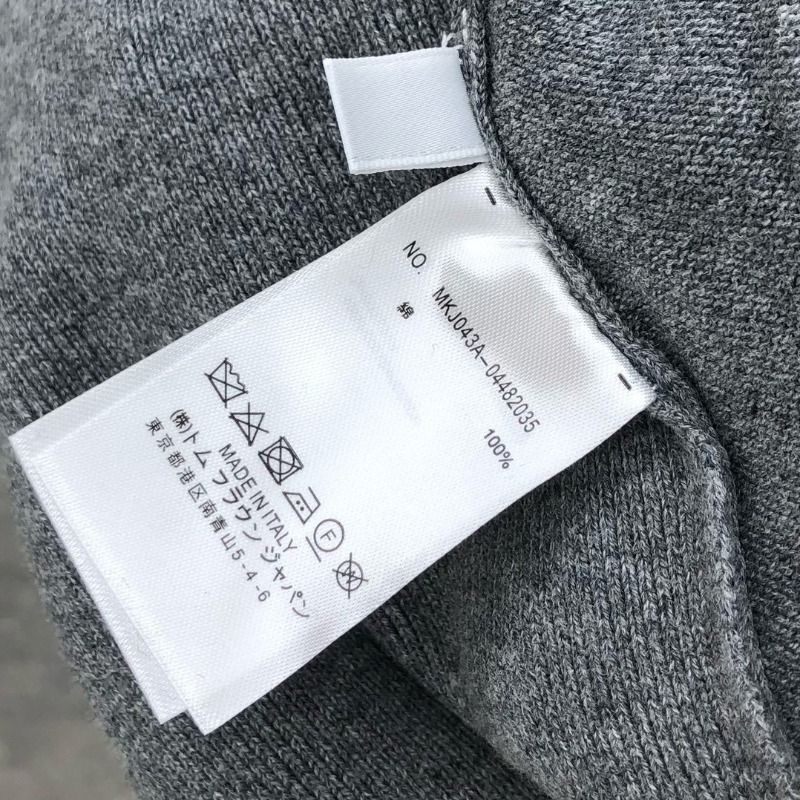 NO. MKJ043A-04482035
綿 100%
F
W
MADE IN ITALY
(株)トム ブラウン ジャパン
東京都港区南青山5-4-6